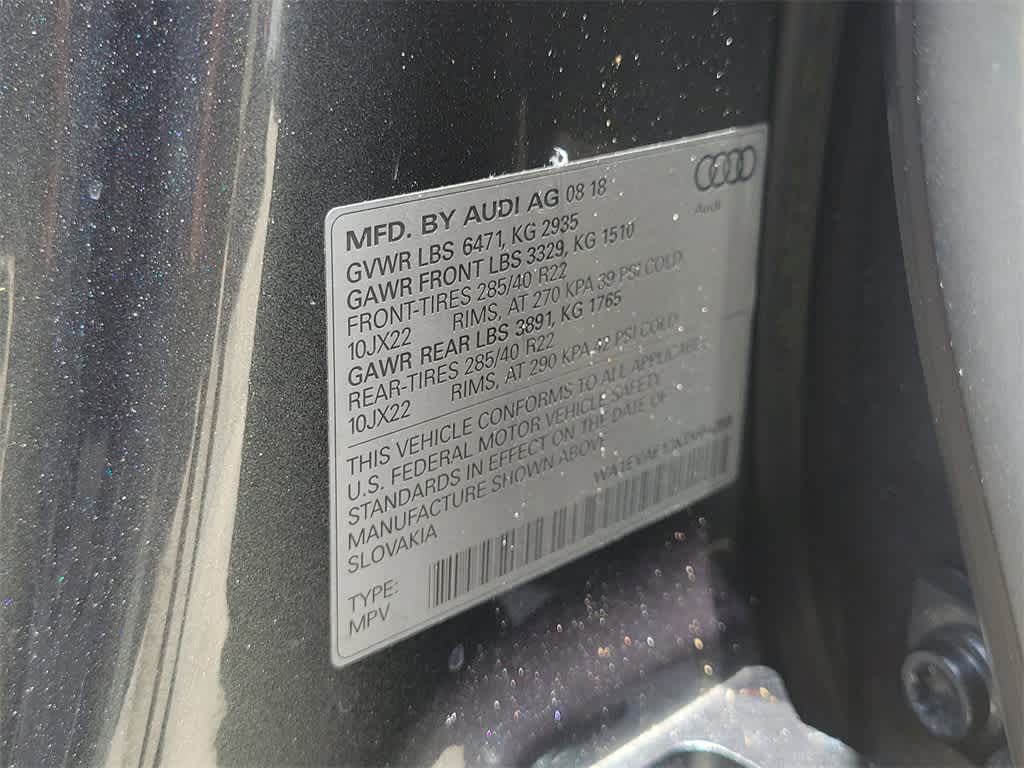 MFD. BY AUDI AG 08 18
GVWR LBS 6471, KG 2935
GAWR FRONT LBS 3329, KG 1510
FRONT-TIRES 285/40 R22
10JX22 RIMS, AT 270 KPA 39 PSI COLD
GAWR REAR LBS 3891, KG 1765
REAR-TIRES 285/40 R22
10JX22 RIMS, AT 290 KPA 42 PSI COLD
THIS VEHICLE CONFORMS TO ALL APPLICABLE
U.S. FEDERAL MOTOR VEHICLE SAFETY
STANDARDS IN EFFECT ON THE DATE OF
MANUFACTURE SHOWN ABOVE
SLOVAKIA
TYPE:
MPV
Audi